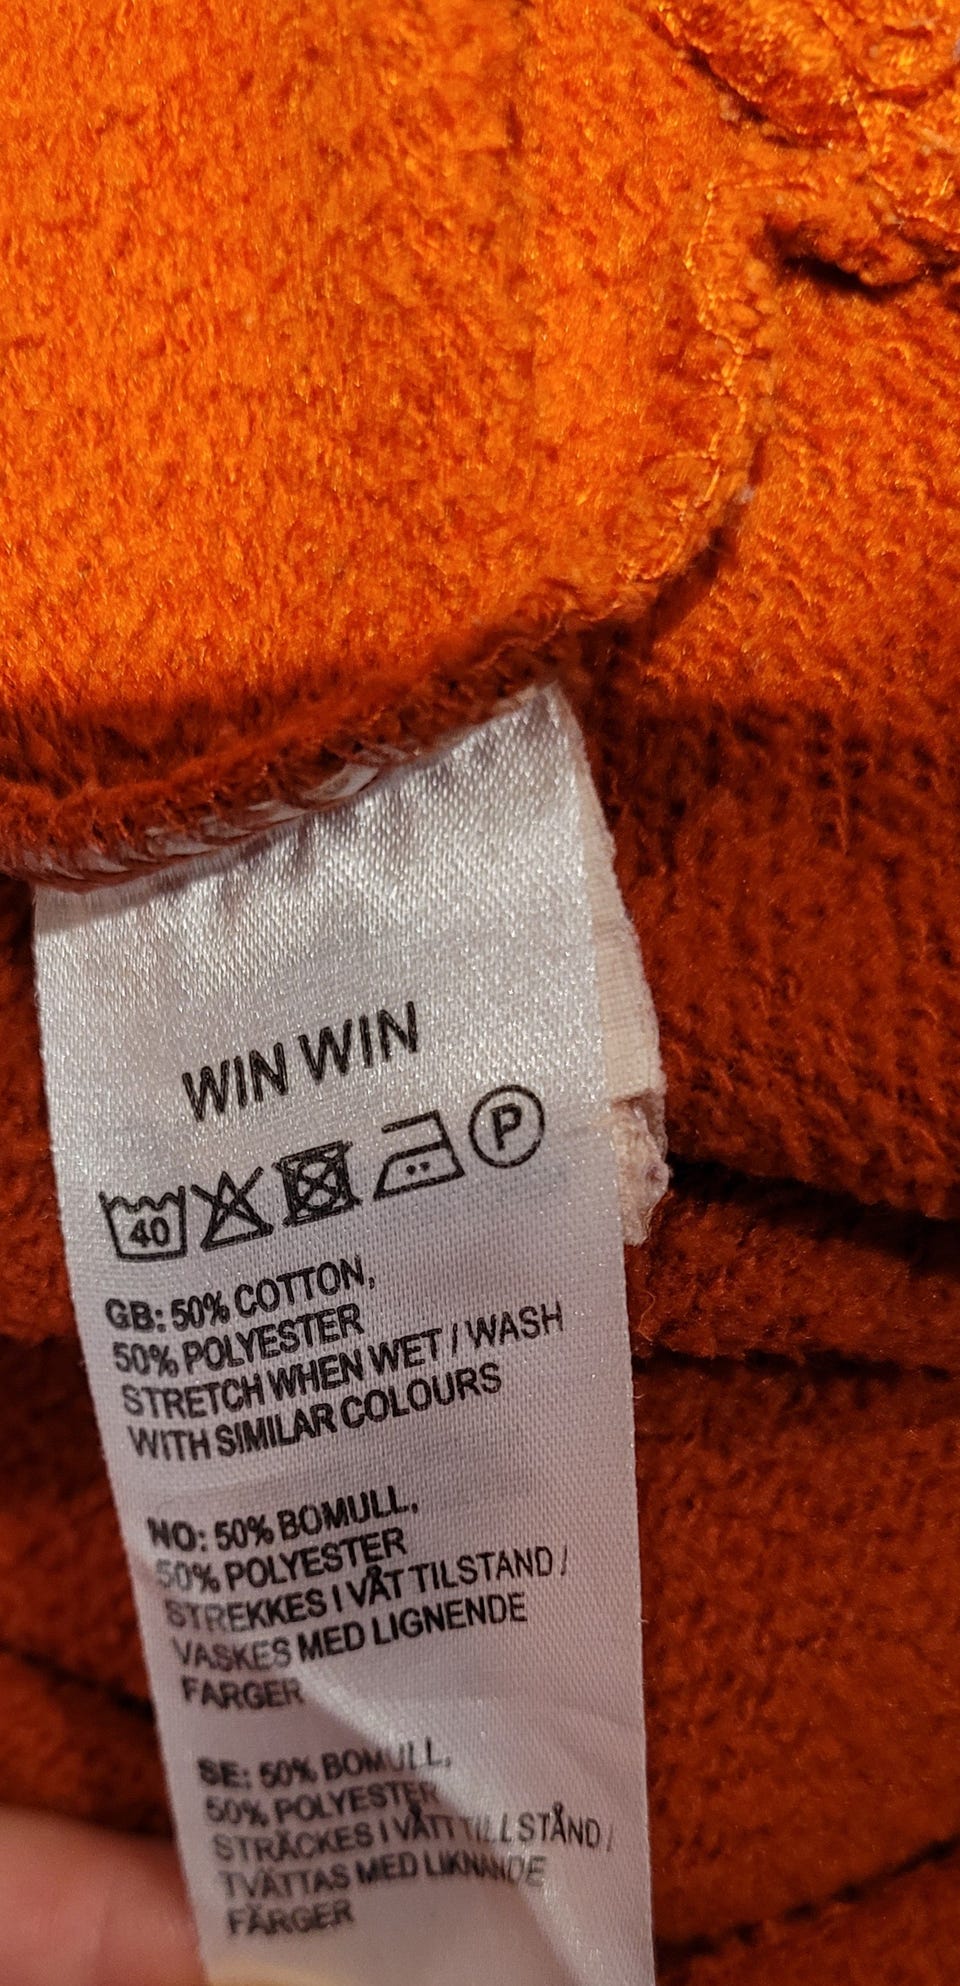 WIN WIN
40 P
GB: 50% COTTON,
50% POLYESTER
STRETCH WHEN WET / WASH
WITH SIMILAR COLOURS
NO: 50% BOMULL,
50% POLYESTER
STREKKES I VÅT TILSTAND /
VASKES MED LIGNENDE
FARGER
SE: 50% BOMULL,
50% POLYESTER
STRÄCKES I VÅTT TILLSTÅND /
TVÄTTAS MED LIKNANDE
FÄRGER